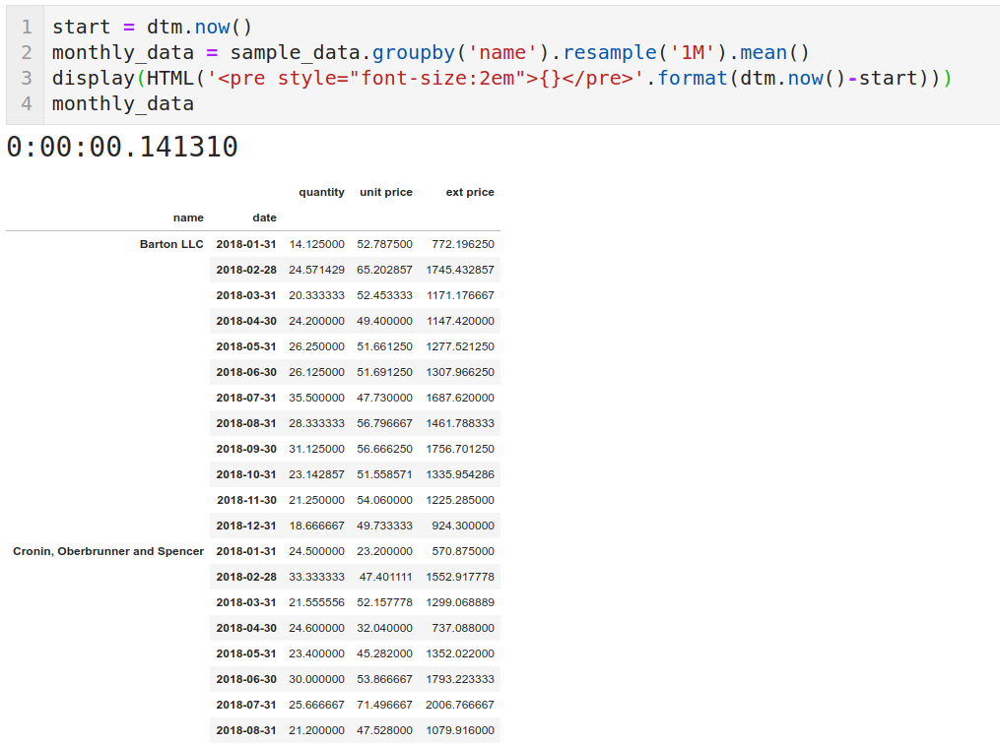 1 start = dtm.now()
2 monthly_data = sample_data.groupby('name').resample('1M').mean()
3 display(HTML('<pre style="font-size:2em">{}</pre>'.format(dtm.now()-start)))
4 monthly_data
0:00:00.141310
quantity unit price ext price
name date
Barton LLC 2018-01-31 14.125000 52.787500 772.196250
2018-02-28 24.571429 65.202857 1745.432857
2018-03-31 20.333333 52.453333 1171.176667
2018-04-30 24.200000 49.400000 1147.420000
2018-05-31 26.250000 51.661250 1277.521250
2018-06-30 26.125000 51.691250 1307.966250
2018-07-31 35.500000 47.730000 1687.620000
2018-08-31 28.333333 56.796667 1461.788333
2018-09-30 31.125000 56.666250 1756.701250
2018-10-31 23.142857 51.558571 1335.954286
2018-11-30 21.250000 54.060000 1225.285000
2018-12-31 18.666667 49.733333 924.300000
Cronin, Oberbrunner and Spencer 2018-01-31 24.500000 23.200000 570.875000
2018-02-28 33.333333 47.401111 1552.917778
2018-03-31 21.555556 52.157778 1299.068889
2018-04-30 24.600000 32.040000 737.088000
2018-05-31 23.400000 45.282000 1352.022000
2018-06-30 30.000000 53.866667 1793.223333
2018-07-31 25.666667 71.496667 2006.766667
2018-08-31 21.200000 47.528000 1079.916000